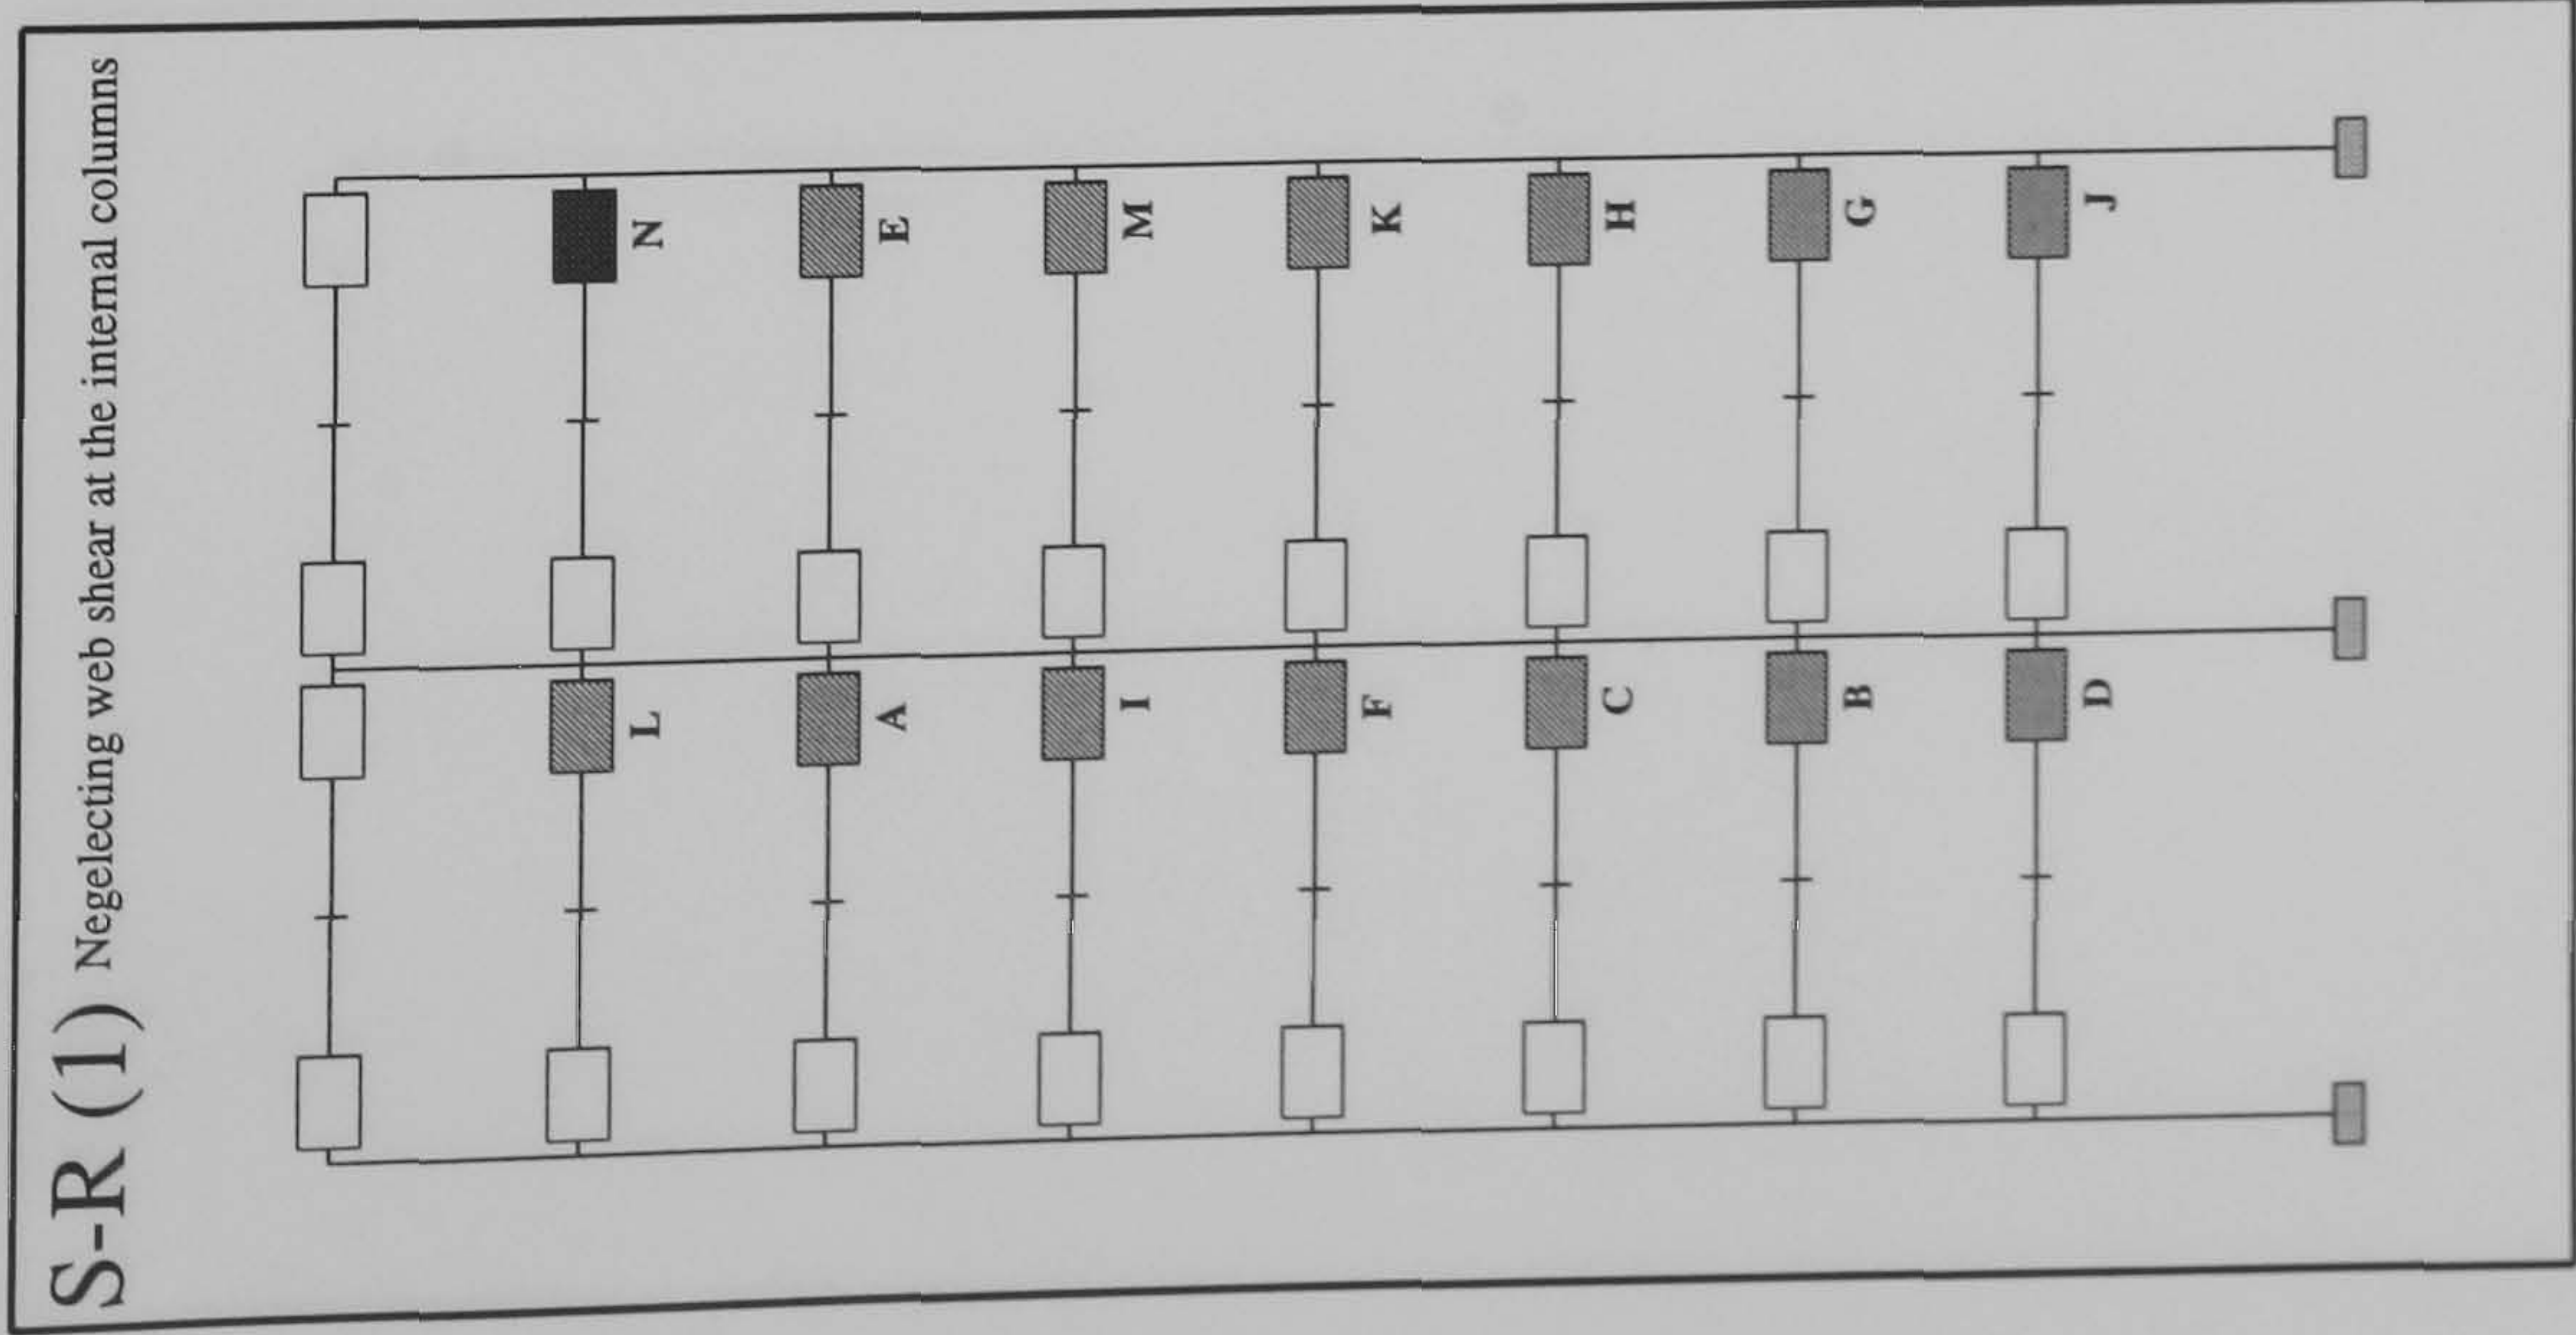 S-R (1) Negelecting web shear at the internal columns
L N
A E
I M
F K
C H
B G
D J